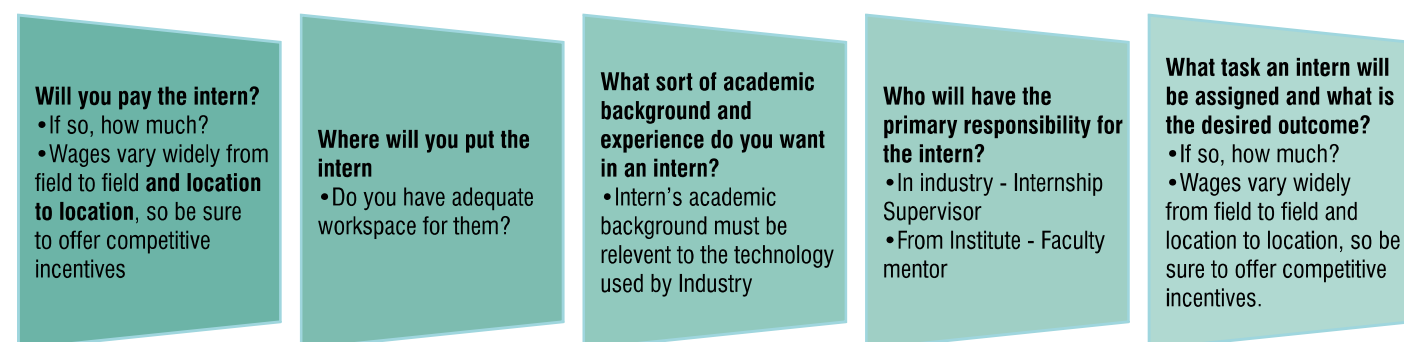 Will you pay the intern?
•If so, how much?
•Wages vary widely from
field to field and location
to location, so be sure
to offer competitive
incentives
Where will you put the
intern
•Do you have adequate
workspace for them?
What sort of academic
background and
experience do you want
in an intern?
•Intern's academic
background must be
relevent to the technology
used by Industry
Who will have the
primary responsibility for
the intern?
•In industry - Internship
Supervisor
•From Institute - Faculty
mentor
What task an intern will
be assigned and what is
the desired outcome?
•If so, how much?
•Wages vary widely
from field to field and
location to location, so be
sure to offer competitive
incentives.